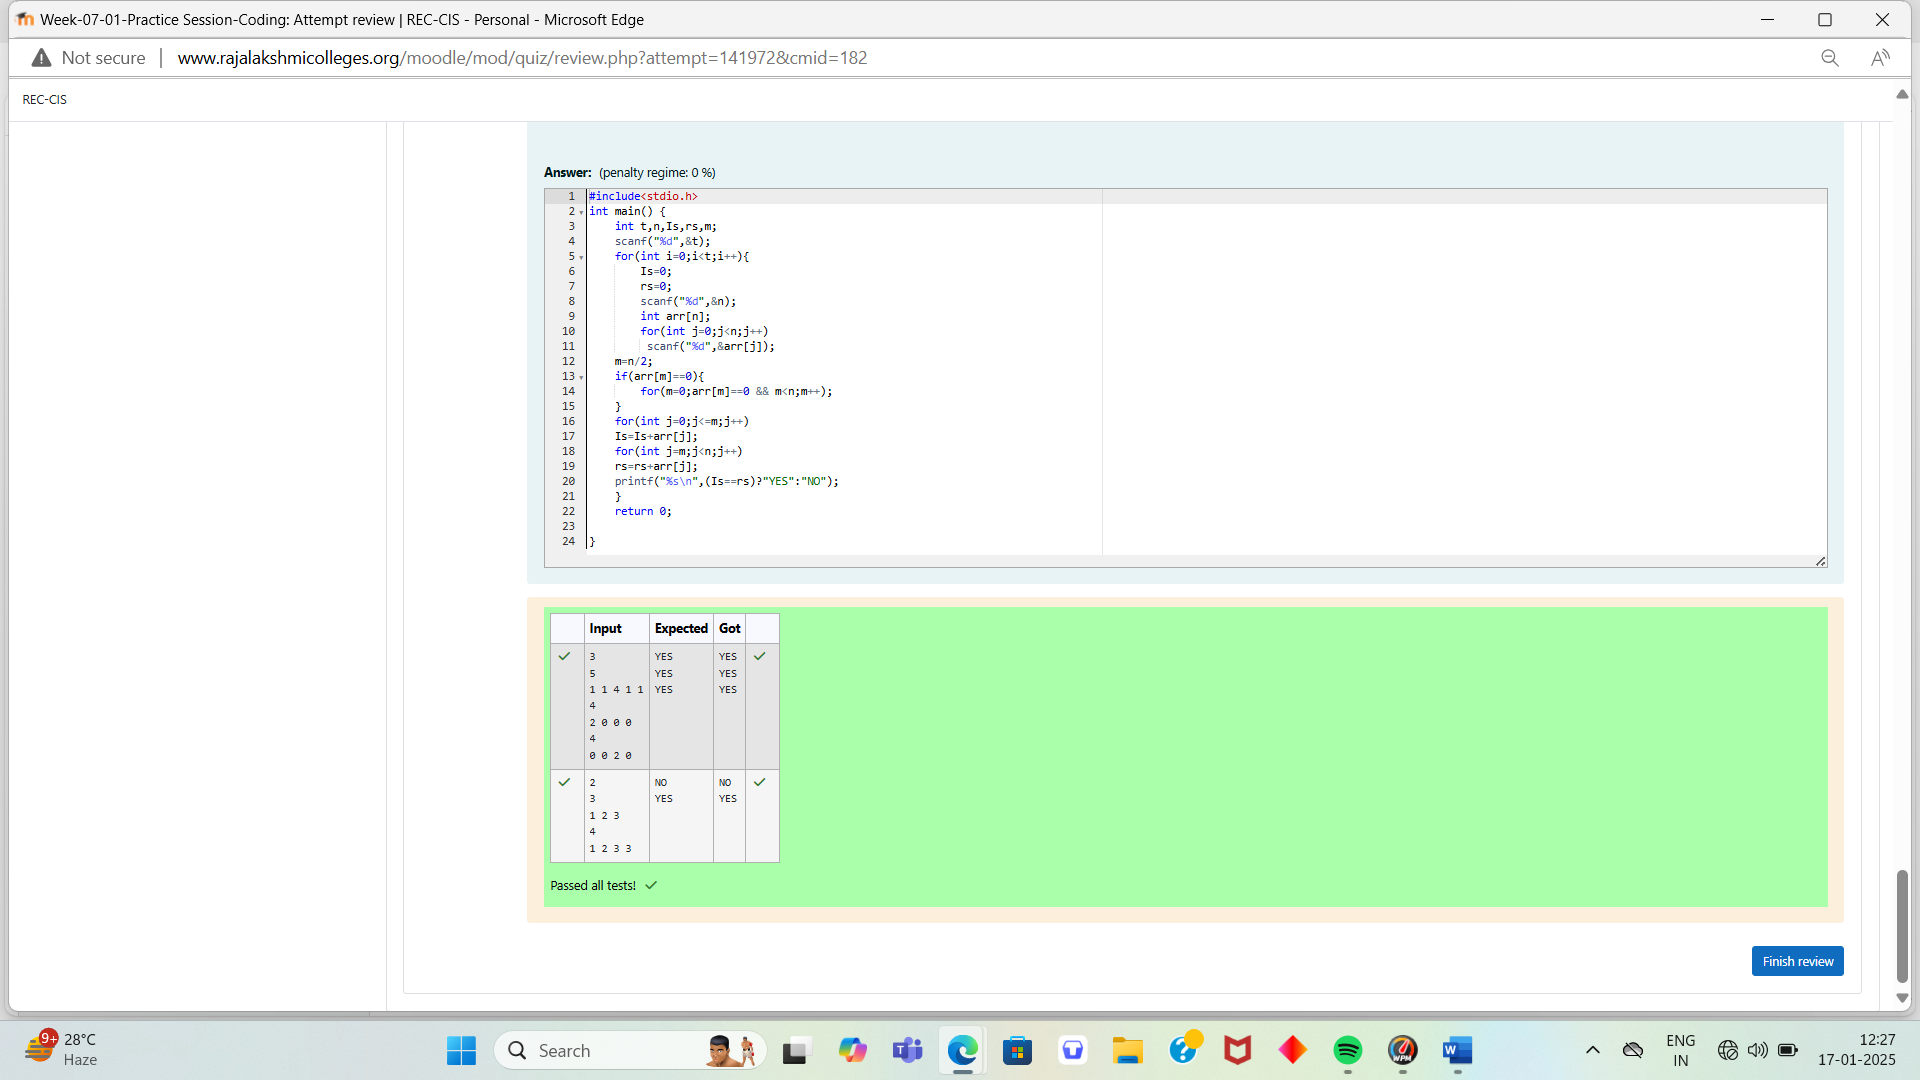 Week-07-01-Practice Session-Coding: Attempt review | REC-CIS - Personal - Microsoft Edge
Not secure | www.rajalakshmicolleges.org/moodle/mod/quiz/review.php?attempt=141972&cmid=182
REC-CIS
Answer: (penalty regime: 0 %)
1 #include<stdio.h>
2 int main() {
3 int t,n,Is,rs,m;
4 scanf("%d",&t);
5 for(int i=0;i<t;i++){
6 Is=0;
7 rs=0;
8 scanf("%d",&n);
9 int arr[n];
10 for(int j=0;j<n;j++)
11 scanf("%d",&arr[j]);
12 m=n/2;
13 if(arr[m]==0){
14 for(m=0;arr[m]==0 && m<n;m++);
15 }
16 for(int j=0;j<=m;j++)
17 Is=Is+arr[j];
18 for(int j=m;j<n;j++)
19 rs=rs+arr[j];
20 printf("%s\n",(Is==rs)?"YES":"NO");
21 }
22 return 0;
23
24 }
Input Expected Got
3 YES YES
5 YES YES
1 1 4 1 1 YES YES
4
2 0 0 0
4
0 0 2 0
2 NO NO
3 YES YES
1 2 3
4
1 2 3 3
Passed all tests!
Finish review
9+ 28°C
Haze
Search
WPM
W
ENG
IN
12:27
17-01-2025